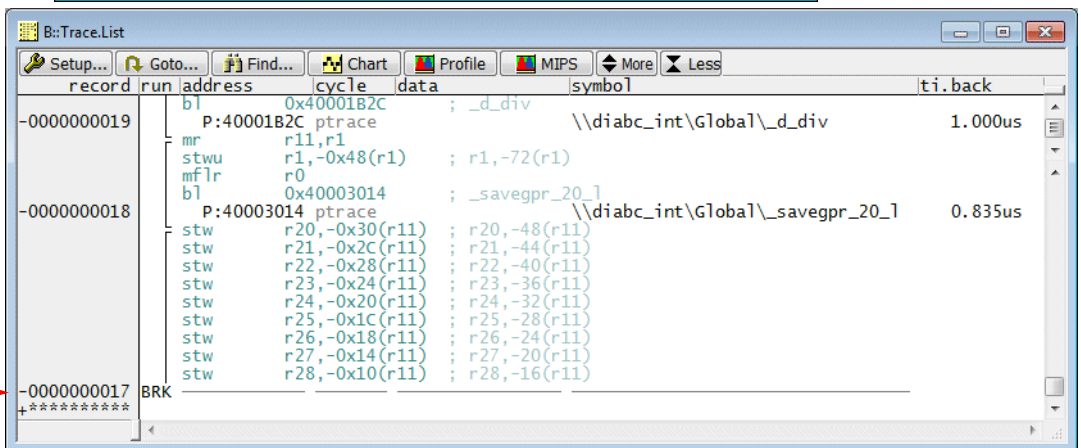 B::Trace.List
Setup... Goto... Find... Chart Profile MIPS More Less
record run address cycle data symbol ti.back
bl 0x40001B2C ; _d_div
-0000000019 P:40001B2C ptrace \\diabc_int\Global\_d_div 1.000us
mr r11,r1
stwu r1,-0x48(r1) ; r1,-72(r1)
mflr r0
bl 0x40003014 ; _savegpr_20_l
-0000000018 P:40003014 ptrace \\diabc_int\Global\_savegpr_20_l 0.835us
stw r20,-0x30(r11) ; r20,-48(r11)
stw r21,-0x2C(r11) ; r21,-44(r11)
stw r22,-0x28(r11) ; r22,-40(r11)
stw r23,-0x24(r11) ; r23,-36(r11)
stw r24,-0x20(r11) ; r24,-32(r11)
stw r25,-0x1C(r11) ; r25,-28(r11)
stw r26,-0x18(r11) ; r26,-24(r11)
stw r27,-0x14(r11) ; r27,-20(r11)
stw r28,-0x10(r11) ; r28,-16(r11)
-0000000017 BRK
+**********